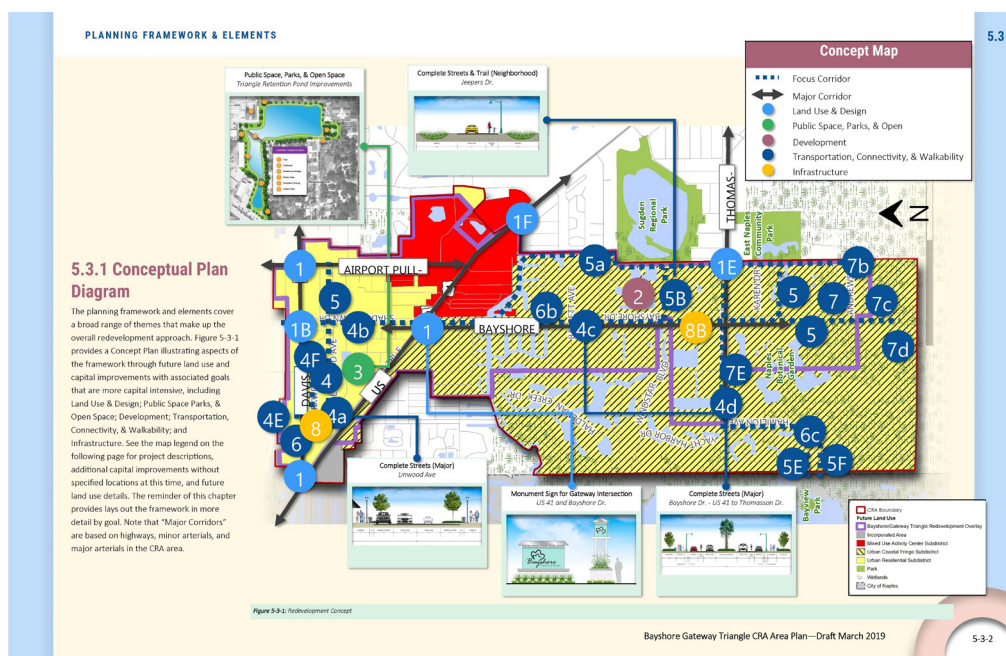 PLANNING FRAMEWORK & ELEMENTS
5.3
Concept Map
Focus Corridor
Major Corridor
Land Use & Design
Public Space, Parks, & Open
Development
Transportation, Connectivity, & Walkability
Infrastructure
Public Space, Parks, & Open Space
Triangle Retention Pond Improvements
Complete Streets & Trail (Neighborhood)
Jeepers Dr.
5.3.1 Conceptual Plan
Diagram
The planning framework and elements cover
a broad range of themes that make up the
overall redevelopment approach. Figure 5-3-1
provides a Concept Plan illustrating aspects of
the framework through future land use and
capital improvements with associated goals
that are more capital intensive, including
Land Use & Design; Public Space Parks, &
Open Space; Development; Transportation,
Connectivity, & Walkability; and
Infrastructure. See the map legend on the
following page for project descriptions,
additional capital improvements without
specified locations at this time, and future
land use details. The reminder of this chapter
provides lays out the framework in more
detail by goal. Note that “Major Corridors”
are based on highways, minor arterials, and
major arterials in the CRA area.
THOMAS-
Sugden
Regional
Park
East Naples
Community
Park
N
1F
1
AIRPORT PULL-
5a
1E
7b
5
6b
2
5B
5
7
7c
1B
4b
1
BAYSHORE
4c
8B
5
7d
4F
3
DAVIS
4
US
7E
Naples
Botanical
Garden
4E
4a
8
6
4d
WINDSTAR BLVD
YACHT HARBOR DR
6c
1
5E
5F
Bayview
Park
Complete Streets (Major)
Linwood Ave
Monument Sign for Gateway Intersection
US 41 and Bayshore Dr.
Bayshore
Complete Streets (Major)
Bayshore Dr. - US 41 to Thomasson Dr.
CRA Boundary
Future Land Use
Bayshore/Gateway Triangle Redevelopment Overlay
Incorporated Area
Mixed Use Activity Center Subdistrict
Urban Coastal Fringe Subdistrict
Urban Residential Subdistrict
Park
Wetlands
City of Naples
Figure 5-3-1: Redevelopment Concept
Bayshore Gateway Triangle CRA Area Plan—Draft March 2019
5-3-2